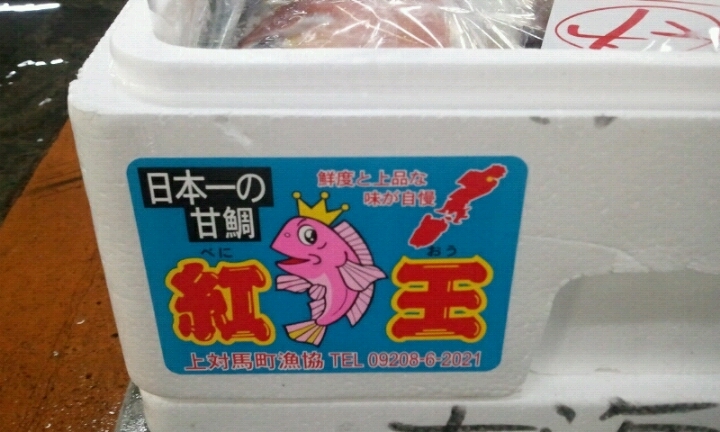 日本一の
甘鯛
鮮度と上品な
味が自慢
べに
おう
紅王
上対馬町漁協 TEL 09208-6-2021